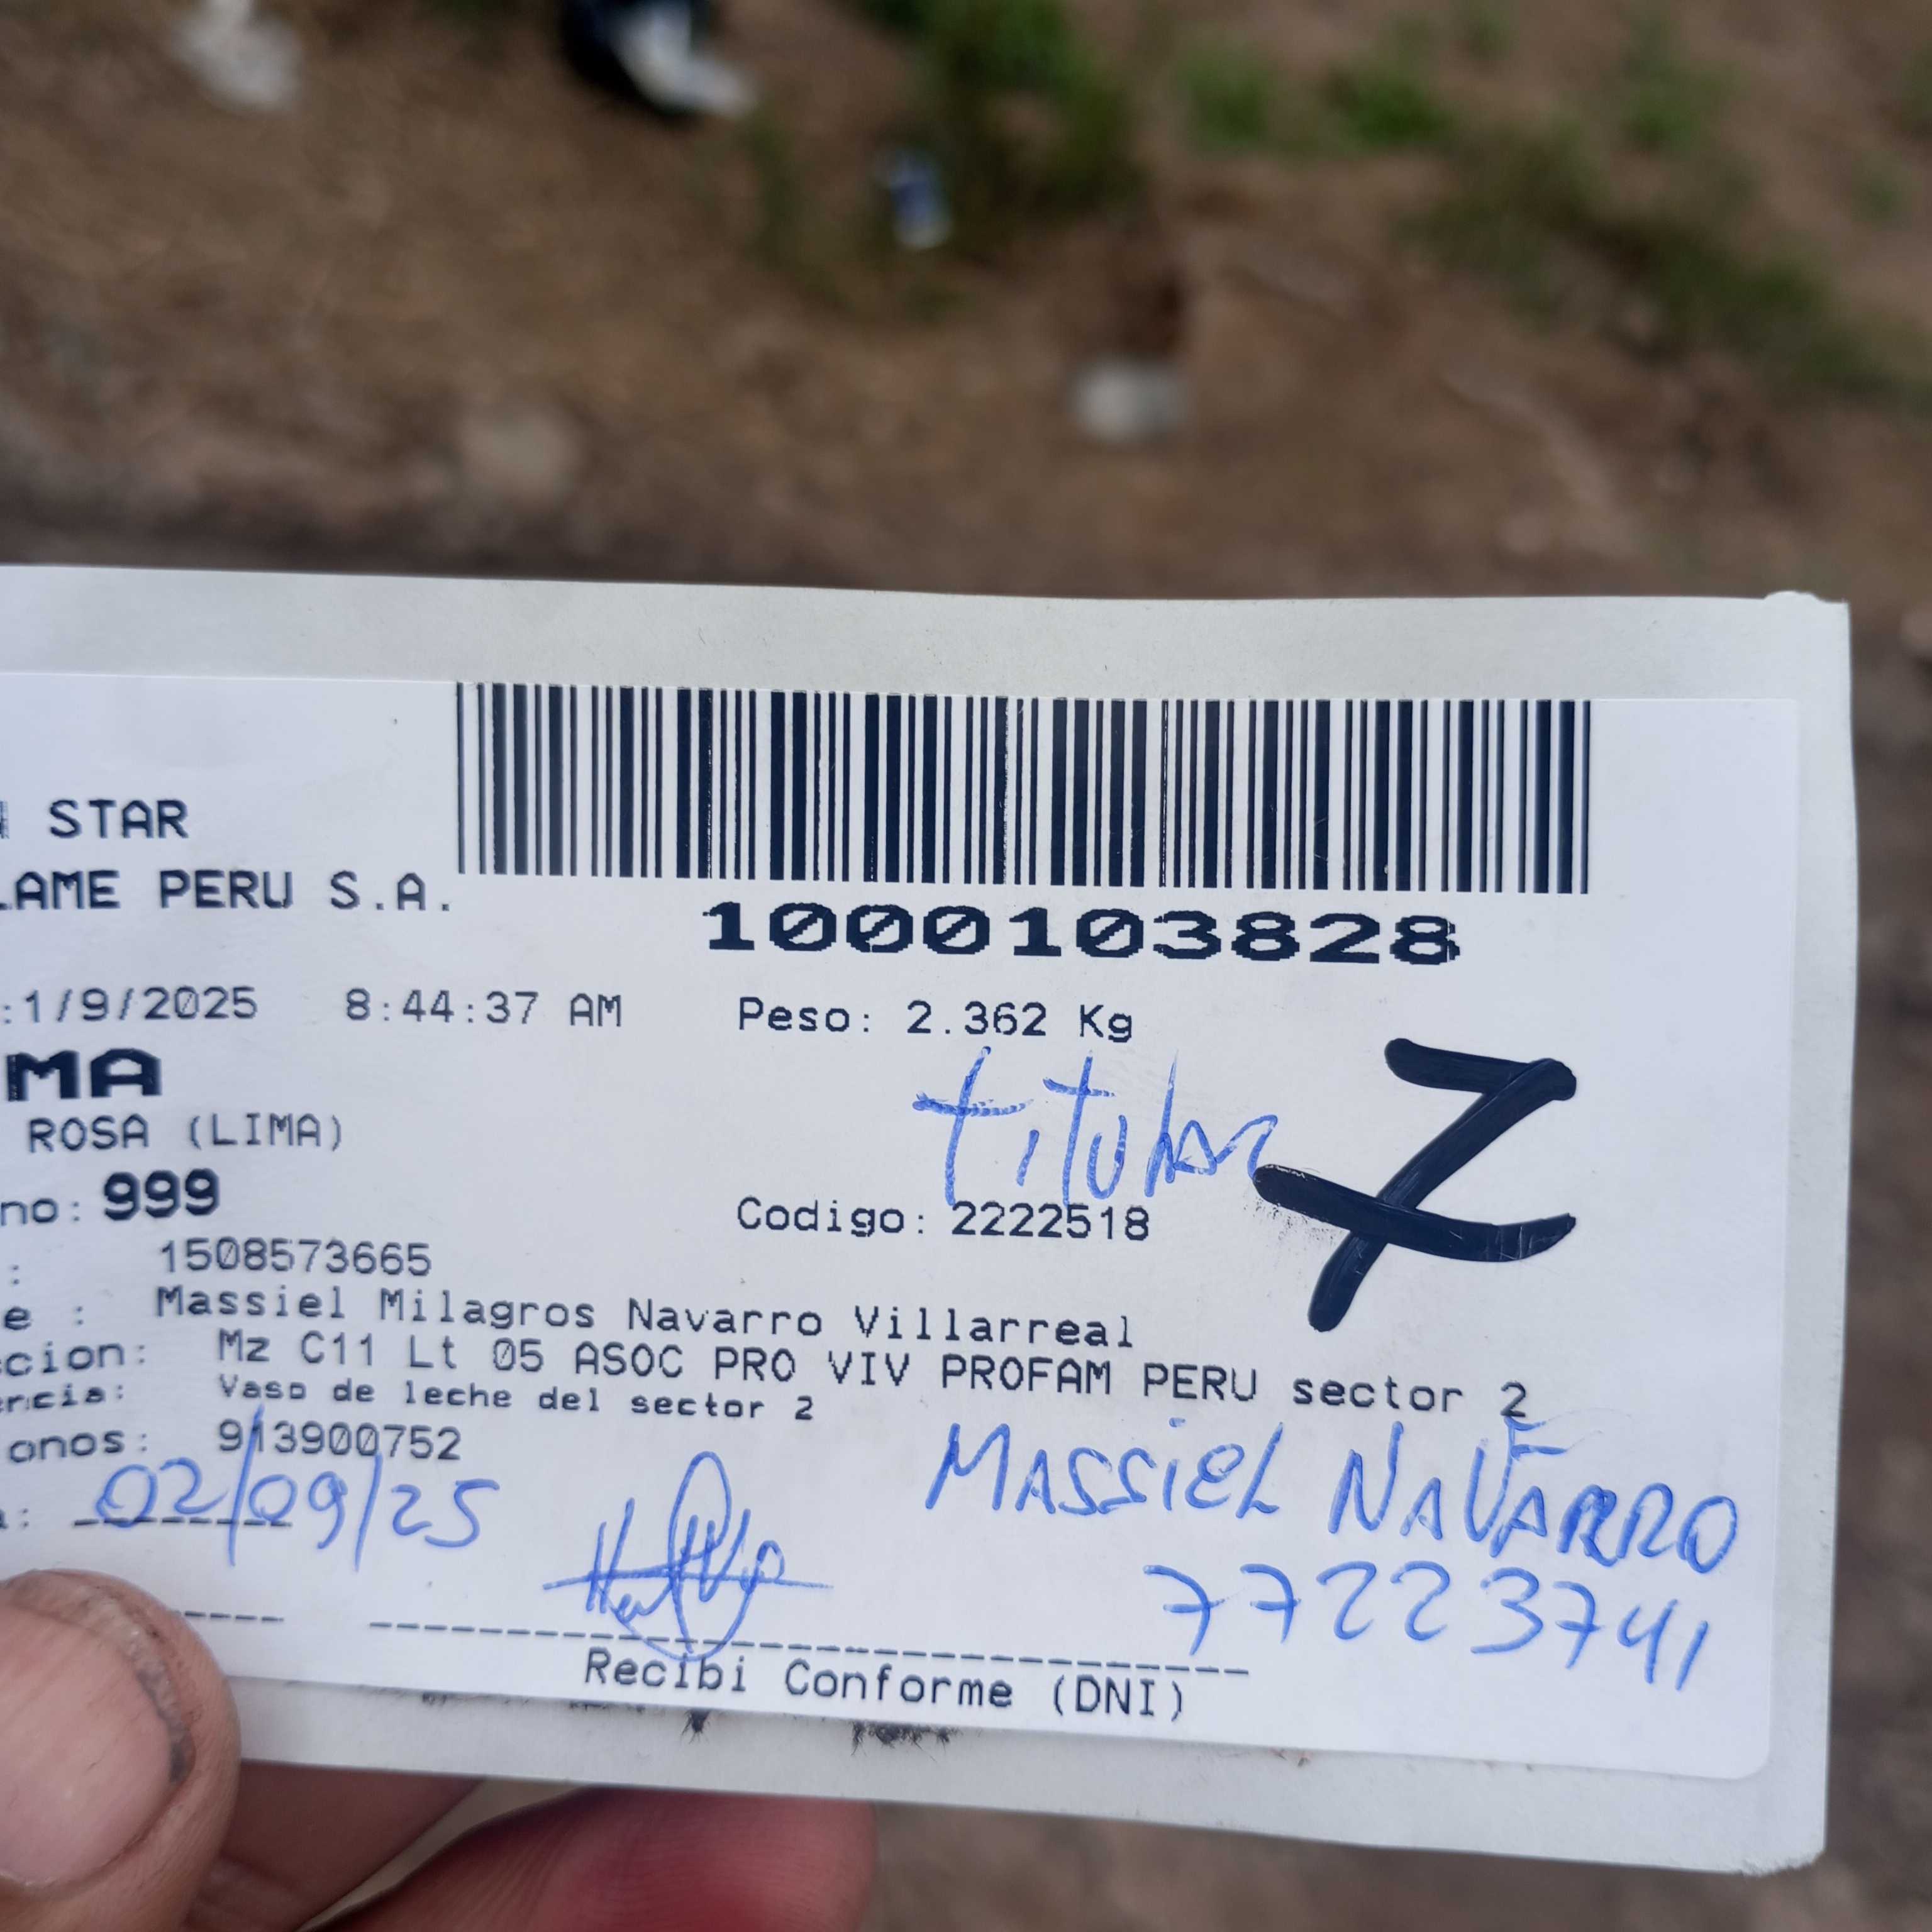 STAR
LAME PERU S.A.
1000103828
:1/9/2025 8:44:37 AM Peso: 2.362 Kg
MA
titular 7
ROSA (LIMA)
no: 999
Codigo: 2222518
: 1508573665
e : Massiel Milagros Navarro Villarreal
cion: Mz C11 Lt 05 ASOC PRO VIV PROFAM PERU sector 2
ercia: Vaso de leche del sector 2
onos: 913900752
MASSIEL NAVARRO
a: 02/09/25
77223741
Recibi Conforme (DNI)